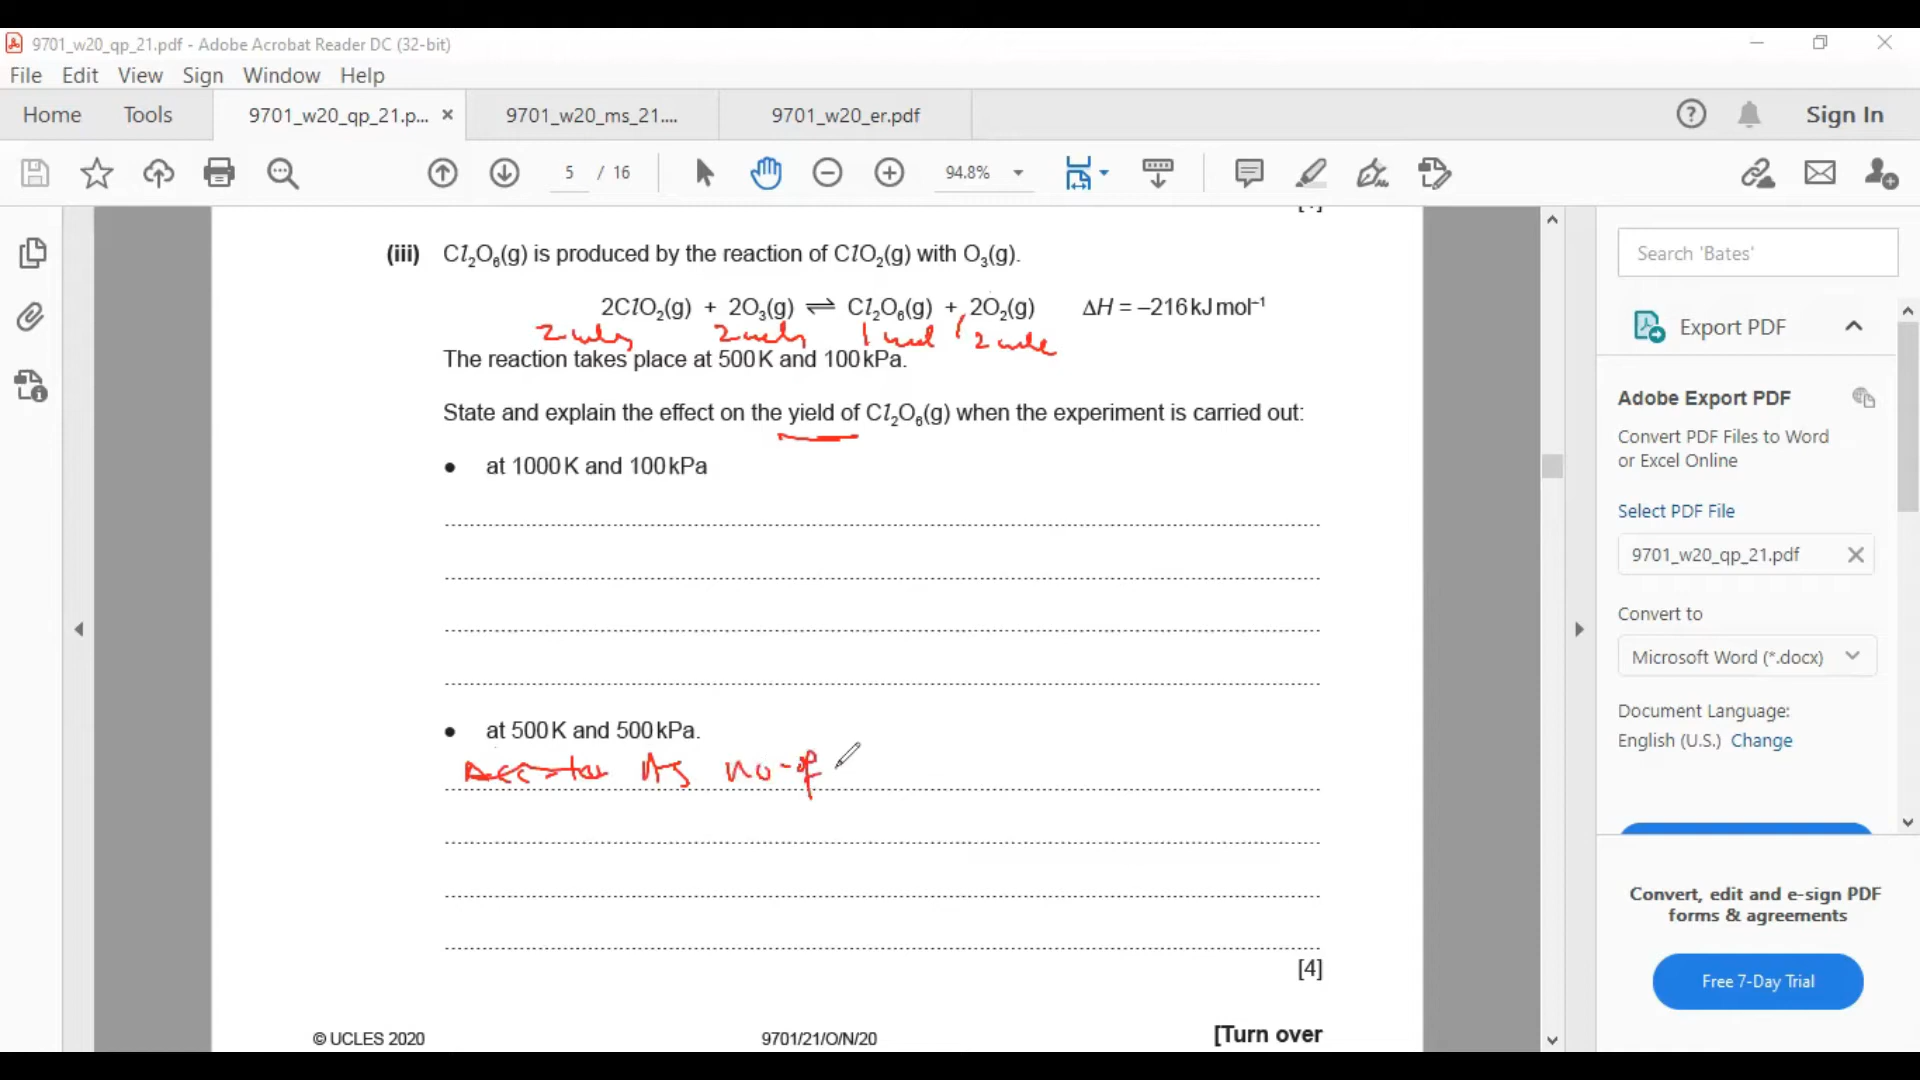 9701_w20_qp_21.pdf - Adobe Acrobat Reader DC (32-bit)
File Edit View Sign Window Help
Home Tools 9701_w20_qp_21.p... × 9701_w20_ms_21.... 9701_w20_er.pdf Sign In
5 / 16 94.8%
(iii) Cl₂O₆(g) is produced by the reaction of ClO₂(g) with O₃(g).
2ClO₂(g) + 2O₃(g) ⇌ Cl₂O₆(g) + 2O₂(g) ΔH = –216 kJ mol⁻¹
2 mols 2 mols 1 mol 2 mole
The reaction takes place at 500 K and 100 kPa.
State and explain the effect on the yield of Cl₂O₆(g) when the experiment is carried out:
• at 1000 K and 100 kPa
• at 500 K and 500 kPa.
As no-of
[4]
© UCLES 2020 9701/21/O/N/20 [Turn over
Search 'Bates'
Export PDF
Adobe Export PDF
Convert PDF Files to Word
or Excel Online
Select PDF File
9701_w20_qp_21.pdf
Convert to
Microsoft Word (*.docx)
Document Language:
English (U.S.) Change
Convert, edit and e-sign PDF
forms & agreements
Free 7-Day Trial